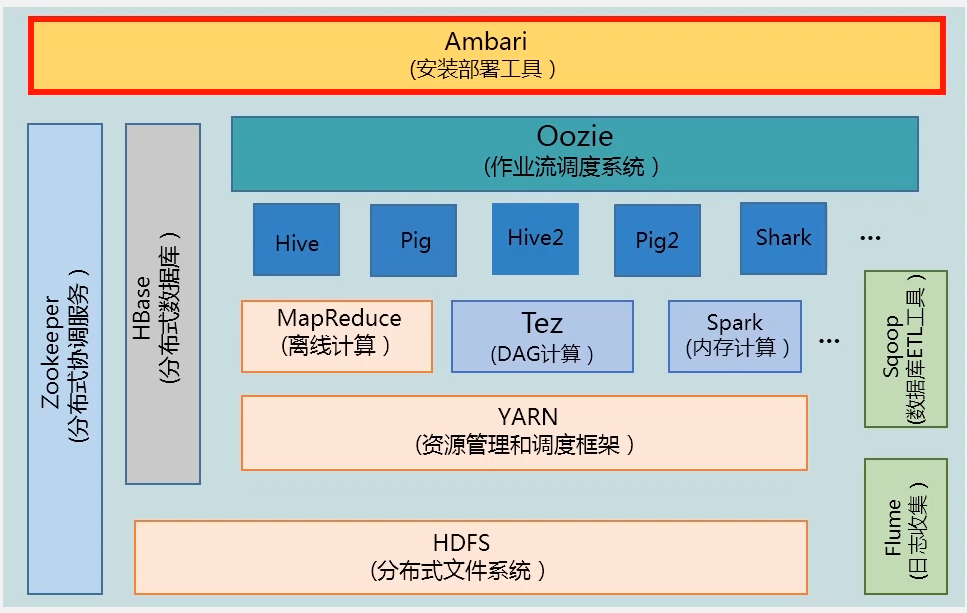 Ambari
(安装部署工具)
Oozie
(作业流调度系统)
Zookeeper
(分布式协调服务)
HBase
(分布式数据库)
Hive
Pig
Hive2
Pig2
Shark
...
MapReduce
(离线计算)
Tez
(DAG计算)
Spark
(内存计算)
...
Sqoop
(数据库ETL工具)
YARN
(资源管理和调度框架)
Flume
(日志收集)
HDFS
(分布式文件系统)